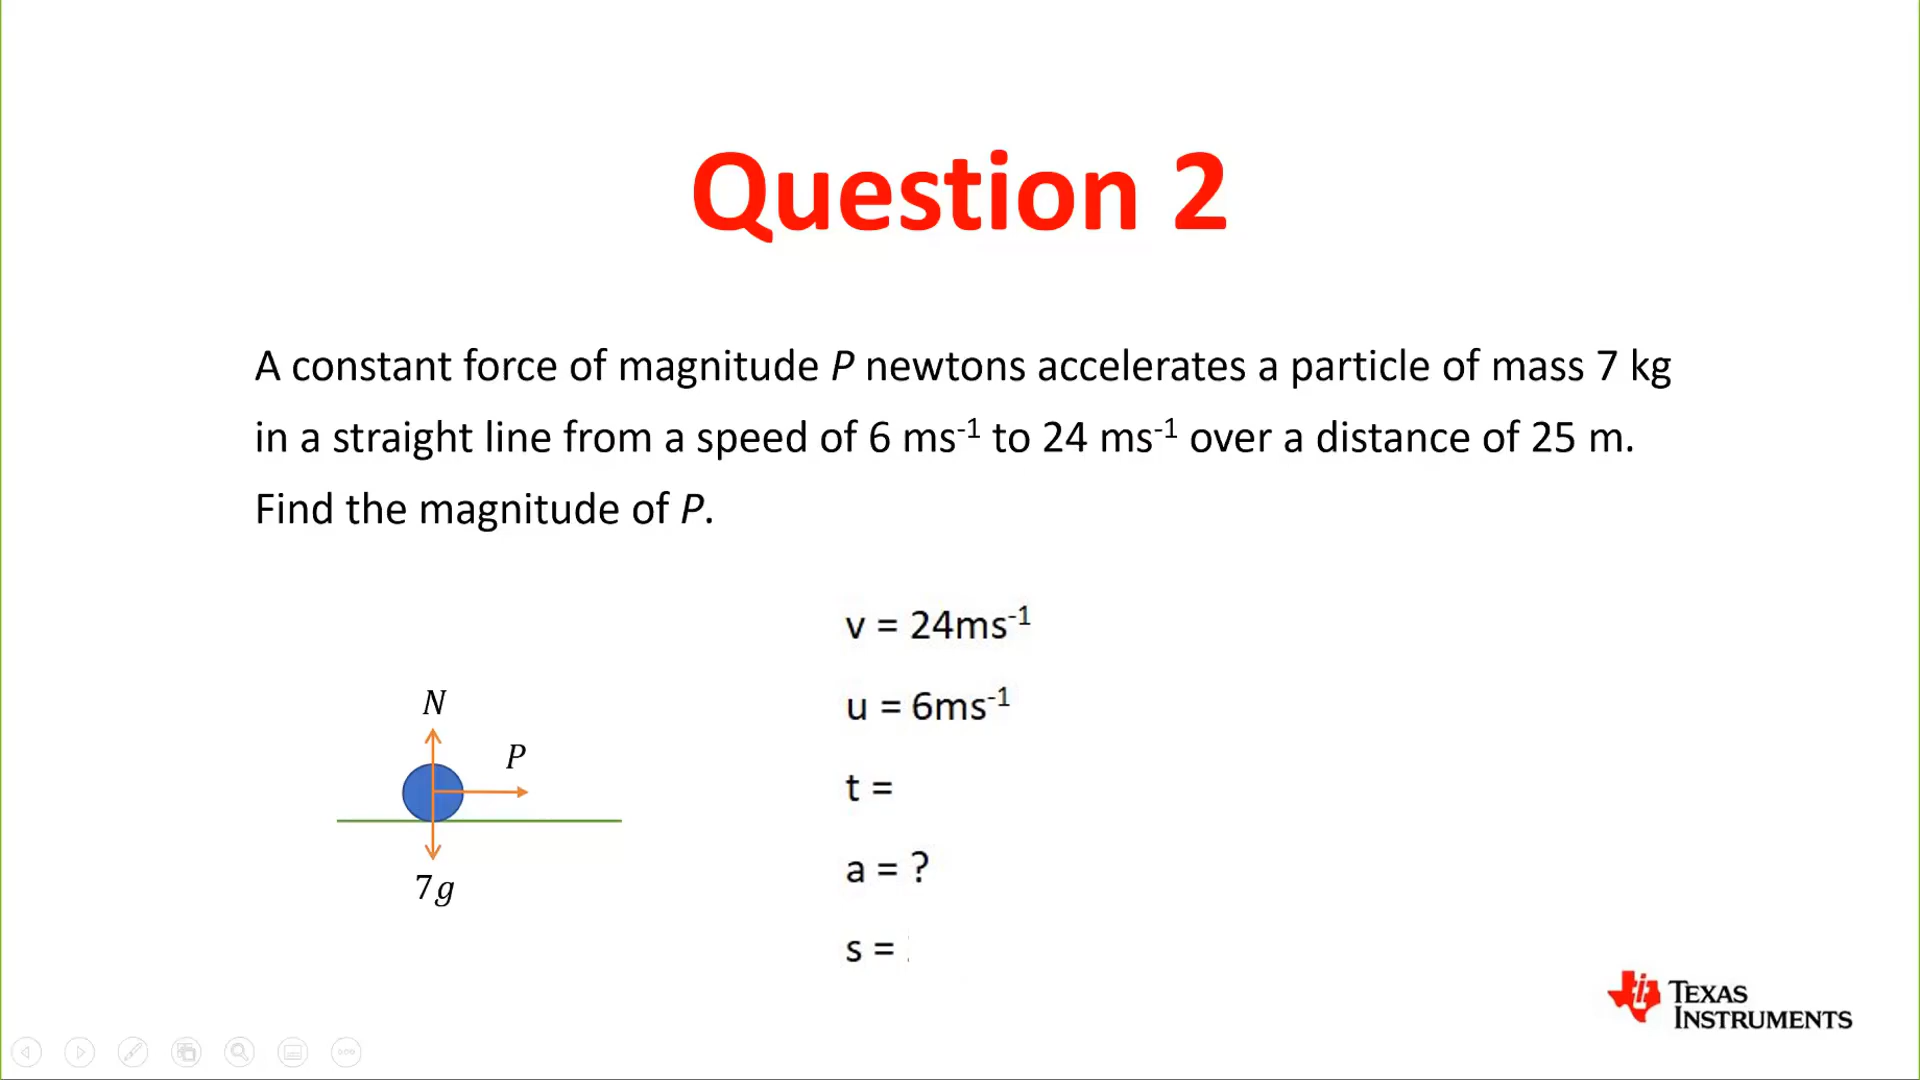 Question 2
A constant force of magnitude P newtons accelerates a particle of mass 7 kg
in a straight line from a speed of 6 ms⁻¹ to 24 ms⁻¹ over a distance of 25 m.
Find the magnitude of P.
v = 24ms⁻¹
u = 6ms⁻¹
t =
a = ?
s =
N
P
7g
TEXAS
INSTRUMENTS